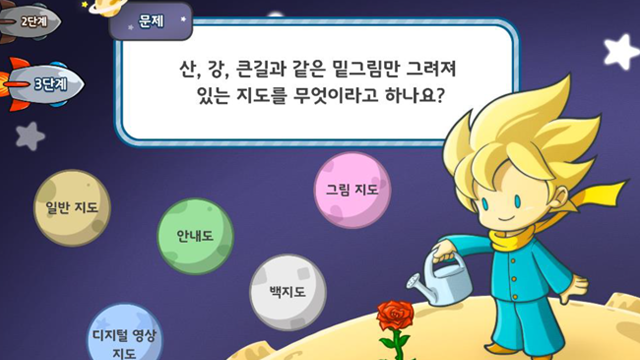 2단계
문제
3단계
산, 강, 큰길과 같은 밑그림만 그려져
있는 지도를 무엇이라고 하나요?
그림 지도
일반 지도
안내도
백지도
디지털 영상
지도